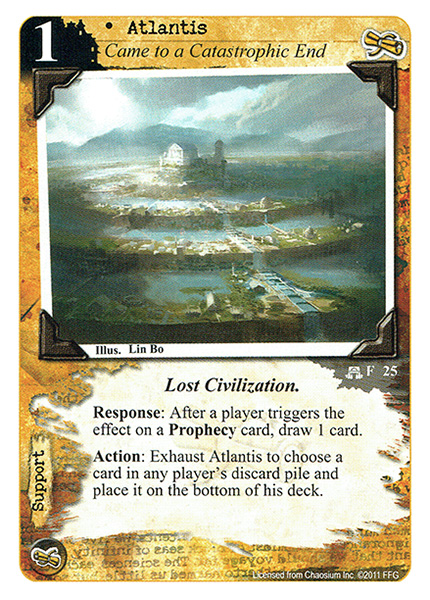 1
• Atlantis
Came to a Catastrophic End
Illus. Lin Bo
F 25
Lost Civilization.
Response: After a player triggers the
effect on a Prophecy card, draw 1 card.
Action: Exhaust Atlantis to choose a
card in any player's discard pile and
place it on the bottom of his deck.
Support
Licensed from Chaosium Inc. ©2011 FFG